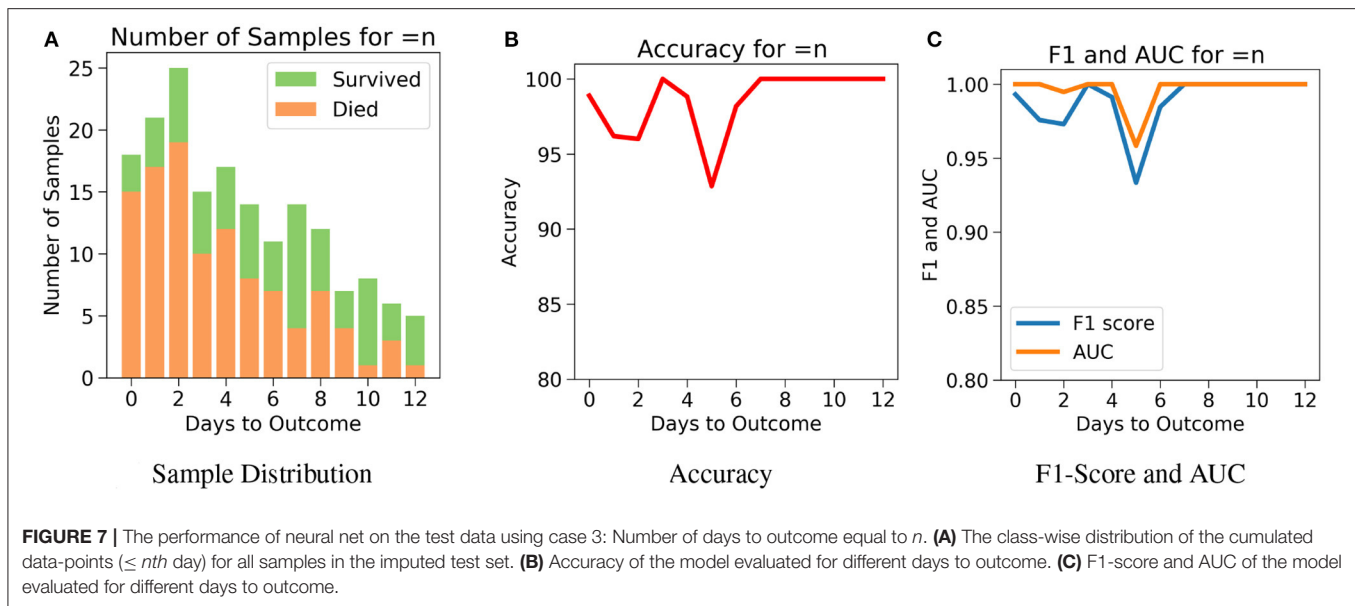 (A)
Number of Samples for =n
Survived
Died
25
20
15
10
5
0
Number of Samples
0 2 4 6 8 10 12
Days to Outcome
Sample Distribution
(B)
Accuracy for =n
100
95
90
85
80
Accuracy
0 2 4 6 8 10 12
Days to Outcome
Accuracy
(C)
F1 and AUC for =n
1.00
0.95
0.90
0.85
0.80
F1 and AUC
F1 score
AUC
0 2 4 6 8 10 12
Days to Outcome
F1-Score and AUC
FIGURE 7 | The performance of neural net on the test data using case 3: Number of days to outcome equal to n. (A) The class-wise distribution of the cumulated
data-points (≤ nth day) for all samples in the imputed test set. (B) Accuracy of the model evaluated for different days to outcome. (C) F1-score and AUC of the model
evaluated for different days to outcome.